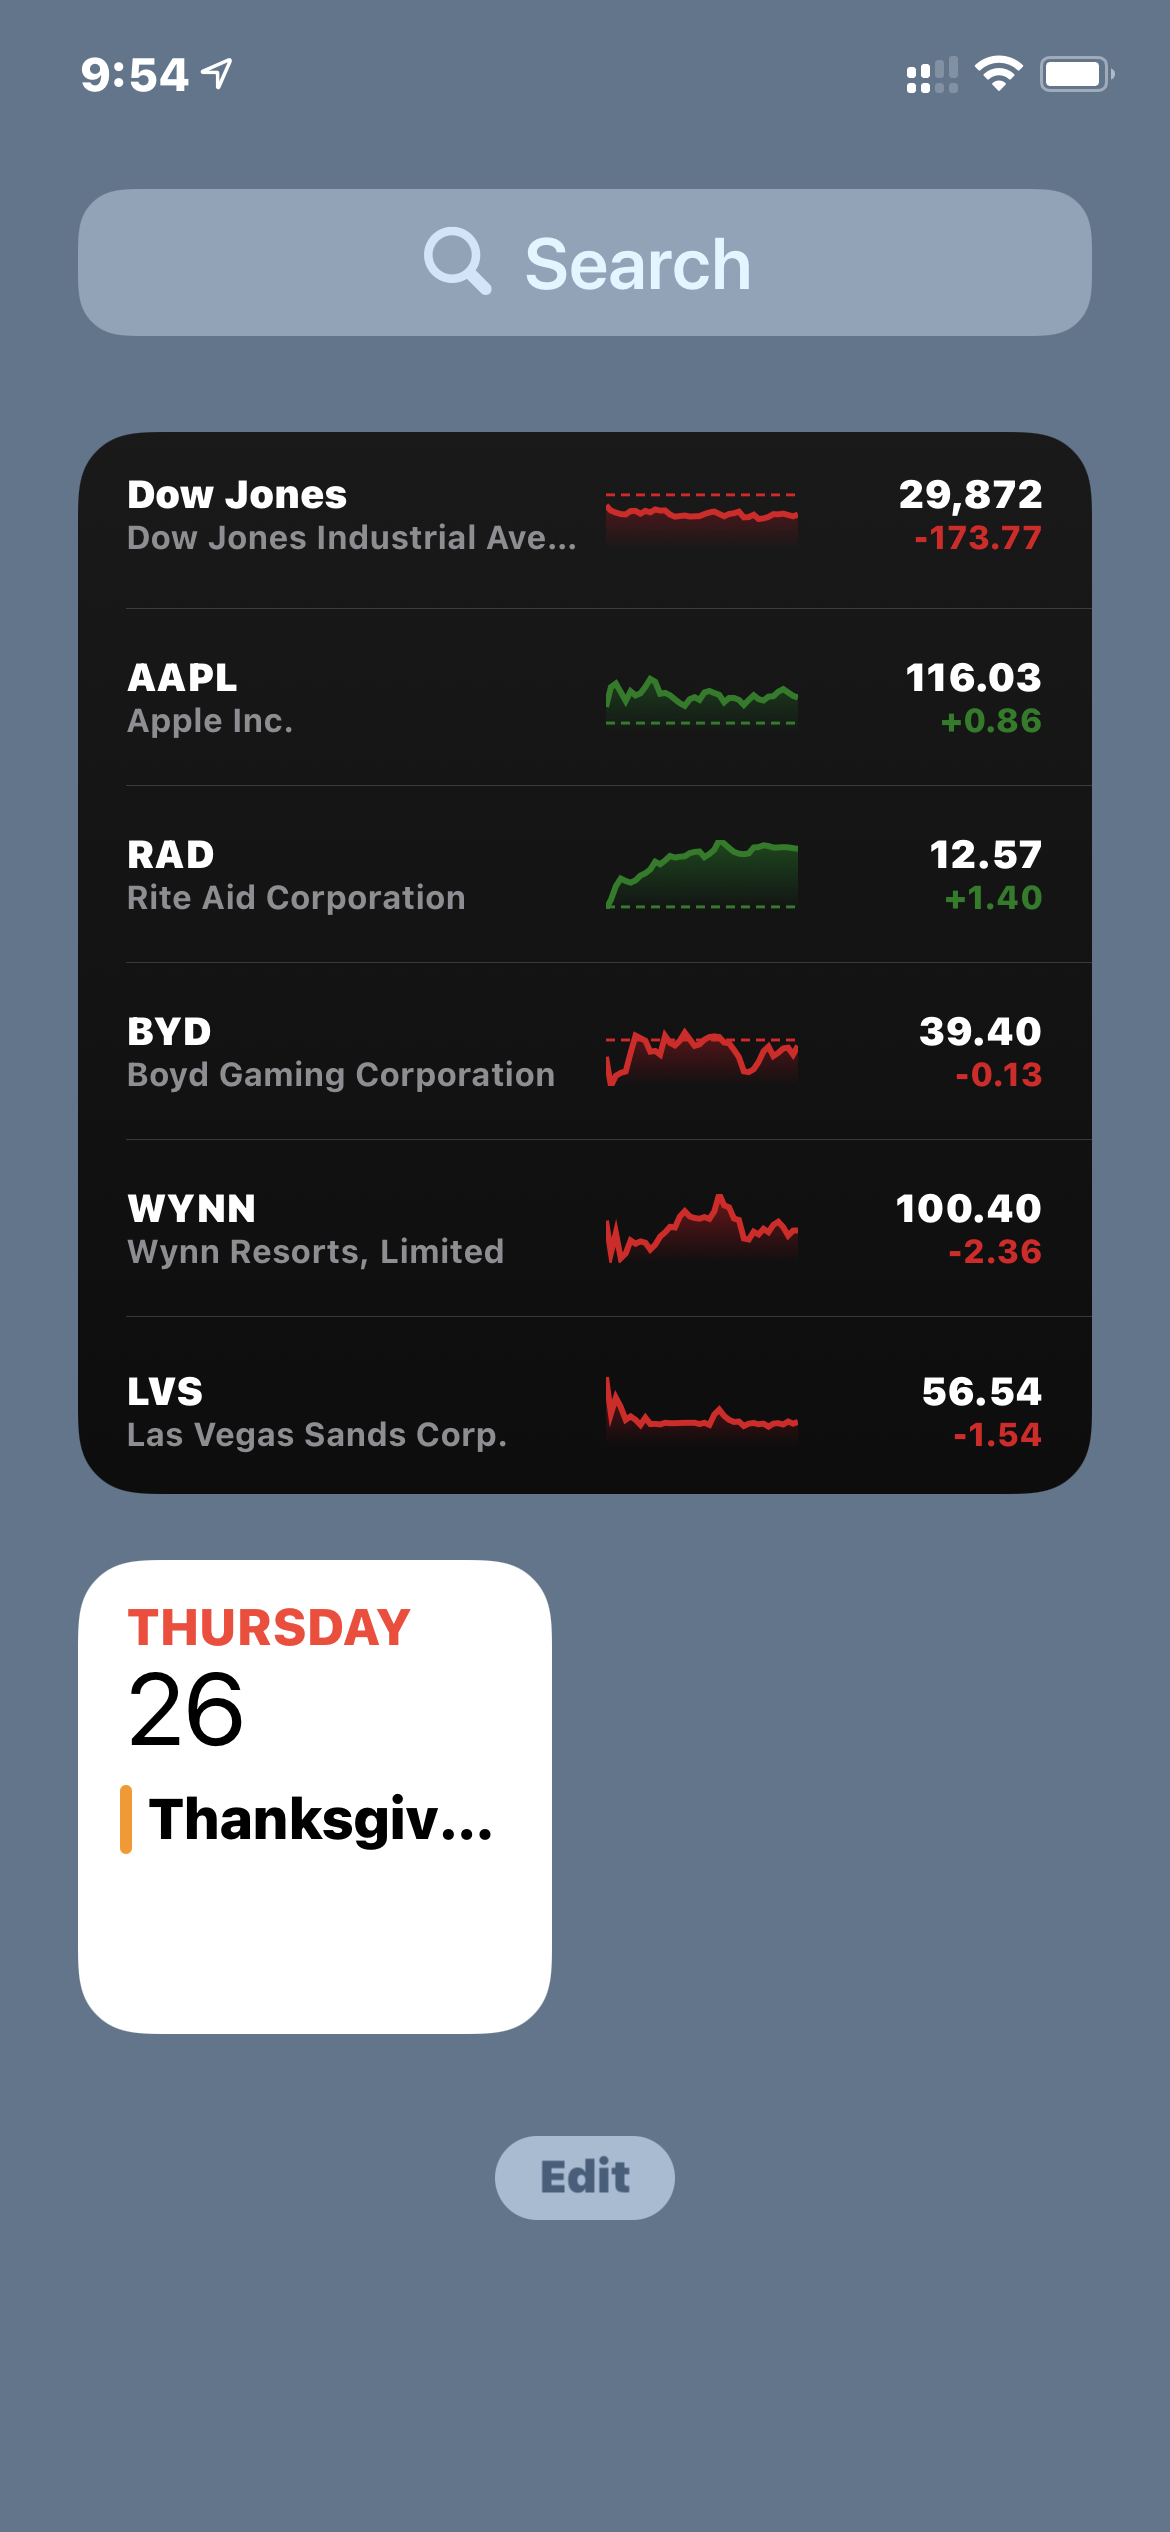 9:54
Search
Dow Jones
29,872
Dow Jones Industrial Ave...
-173.77
AAPL
116.03
Apple Inc.
+0.86
RAD
12.57
Rite Aid Corporation
+1.40
BYD
39.40
Boyd Gaming Corporation
-0.13
WYNN
100.40
Wynn Resorts, Limited
-2.36
LVS
56.54
Las Vegas Sands Corp.
-1.54
THURSDAY
26
Thanksgiv...
Edit